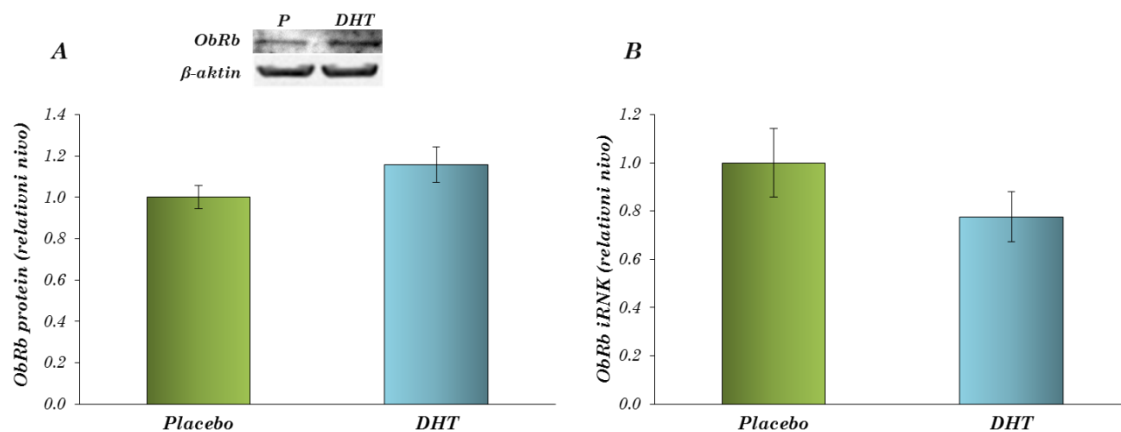 P DHT
ObRb
β-aktin
A
ObRb protein (relativni nivo)
1.4
1.2
1.0
0.8
0.6
0.4
0.2
0.0
Placebo DHT
B
ObRb iRNK (relativni nivo)
1.2
1.0
0.8
0.6
0.4
0.2
0.0
Placebo DHT